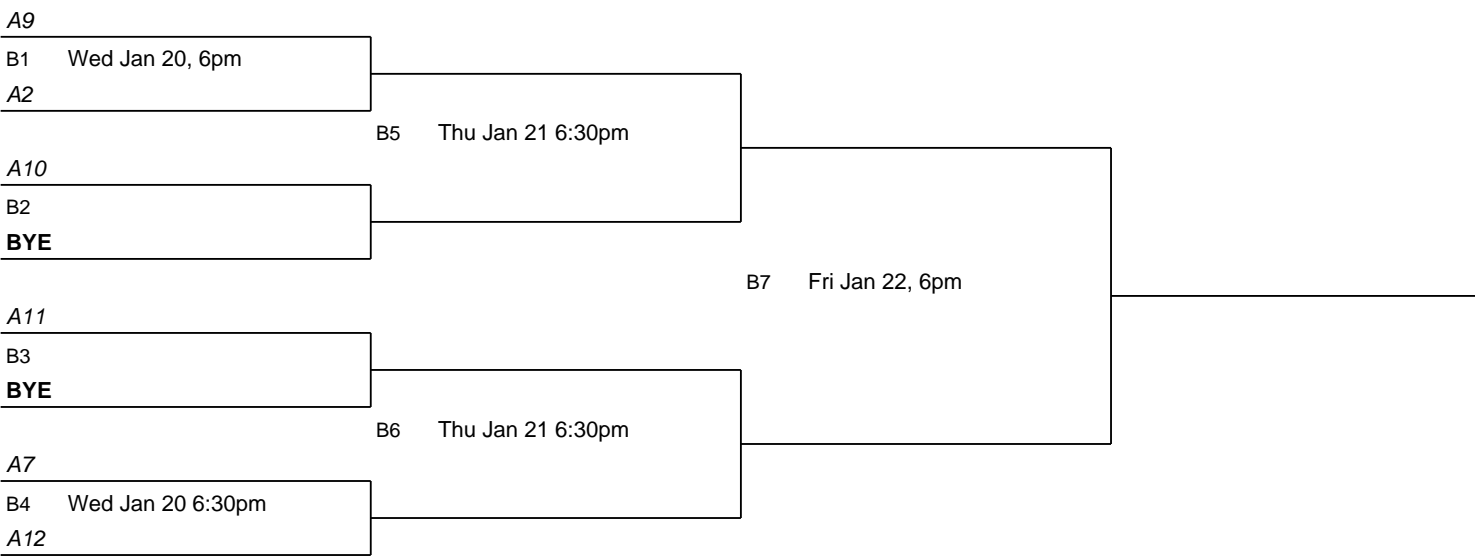 A9
B1 Wed Jan 20, 6pm
A2
B5 Thu Jan 21 6:30pm
A10
B2
BYE
B7 Fri Jan 22, 6pm
A11
B3
BYE
B6 Thu Jan 21 6:30pm
A7
B4 Wed Jan 20 6:30pm
A12